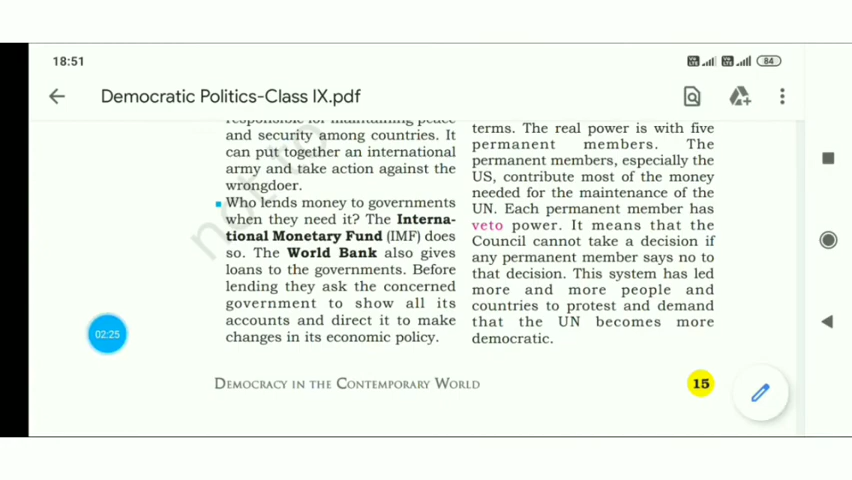 18:51
84
Democratic Politics-Class IX.pdf
responsible for maintaining peace
and security among countries. It
can put together an international
army and take action against the
wrongdoer.
Who lends money to governments
when they need it? The Interna-
tional Monetary Fund (IMF) does
so. The World Bank also gives
loans to the governments. Before
lending they ask the concerned
government to show all its
accounts and direct it to make
changes in its economic policy.
terms. The real power is with five
permanent members. The
permanent members, especially the
US, contribute most of the money
needed for the maintenance of the
UN. Each permanent member has
veto power. It means that the
Council cannot take a decision if
any permanent member says no to
that decision. This system has led
more and more people and
countries to protest and demand
that the UN becomes more
democratic.
02:25
DEMOCRACY IN THE CONTEMPORARY WORLD
15